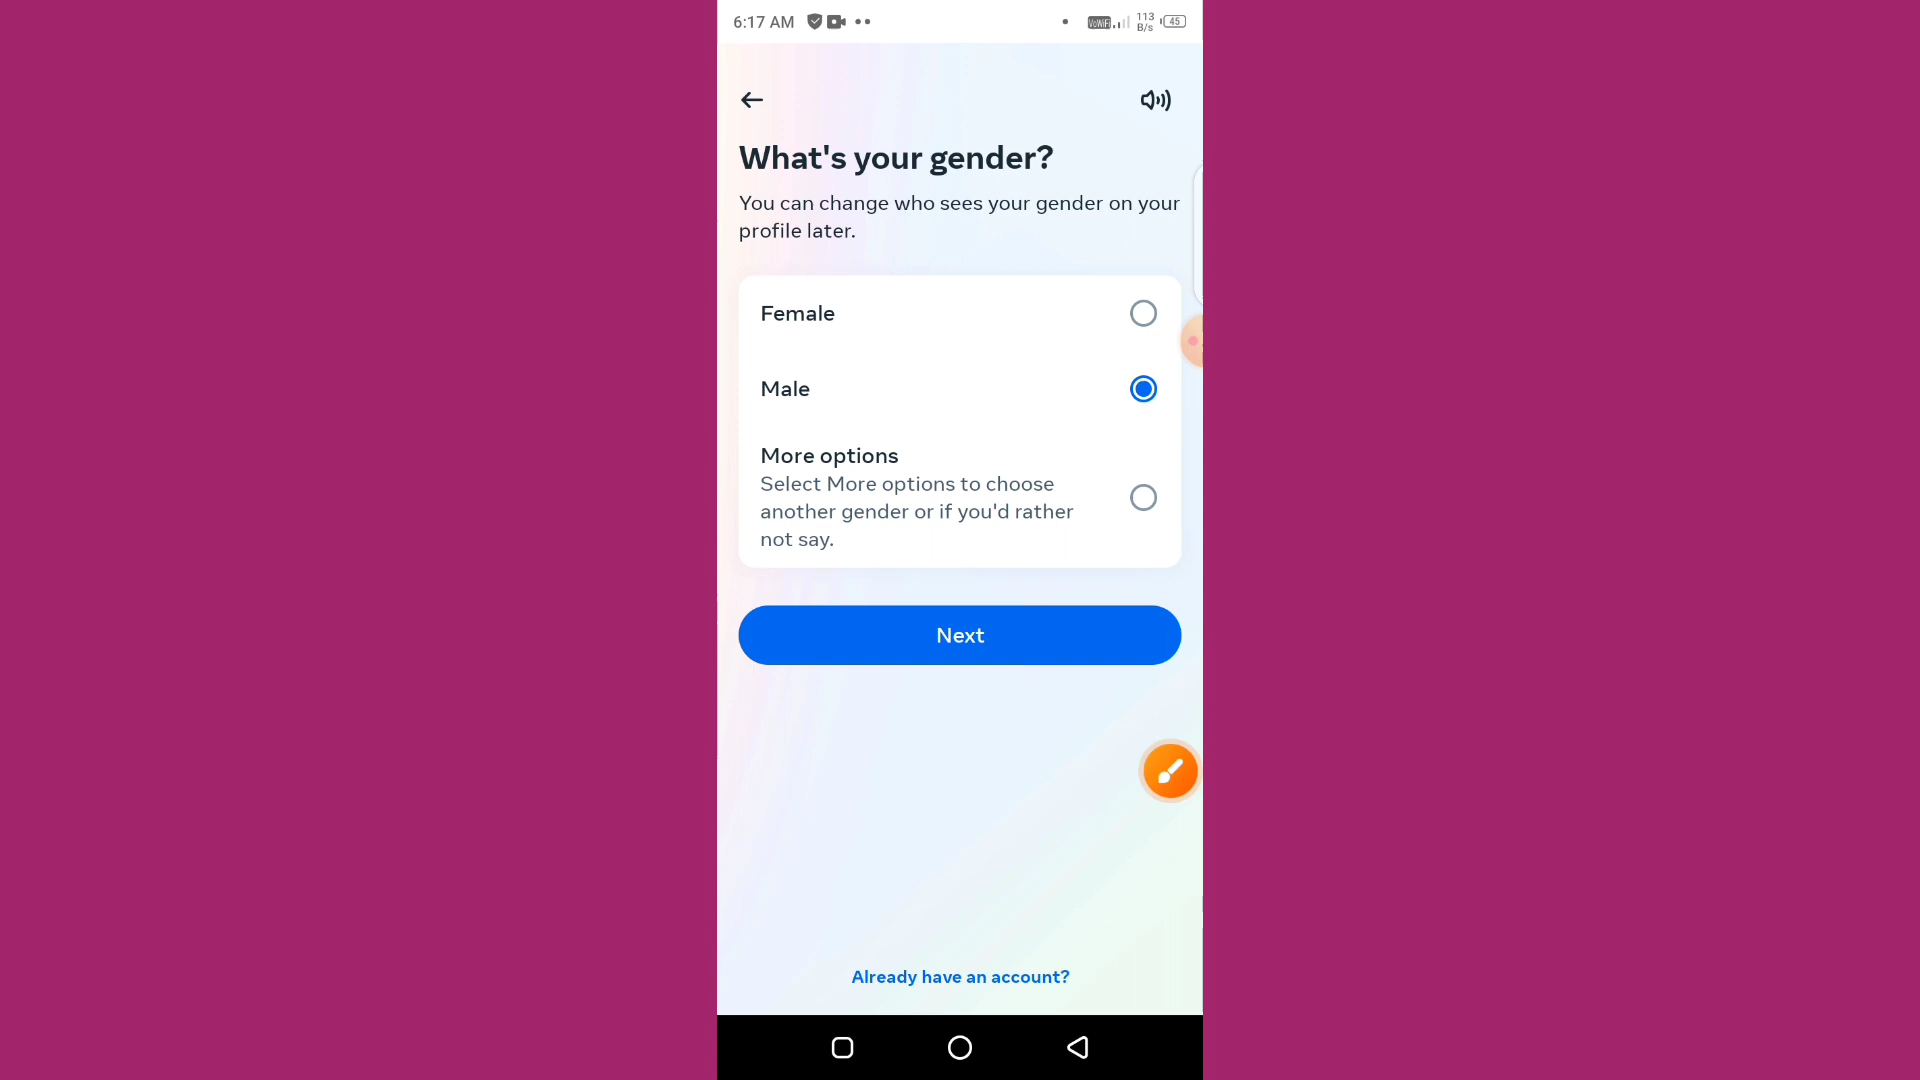 6:17 AM
VoWiFi
113
B/s
45
What's your gender?
You can change who sees your gender on your
profile later.
Female
Male
More options
Select More options to choose
another gender or if you'd rather
not say.
Next
Already have an account?